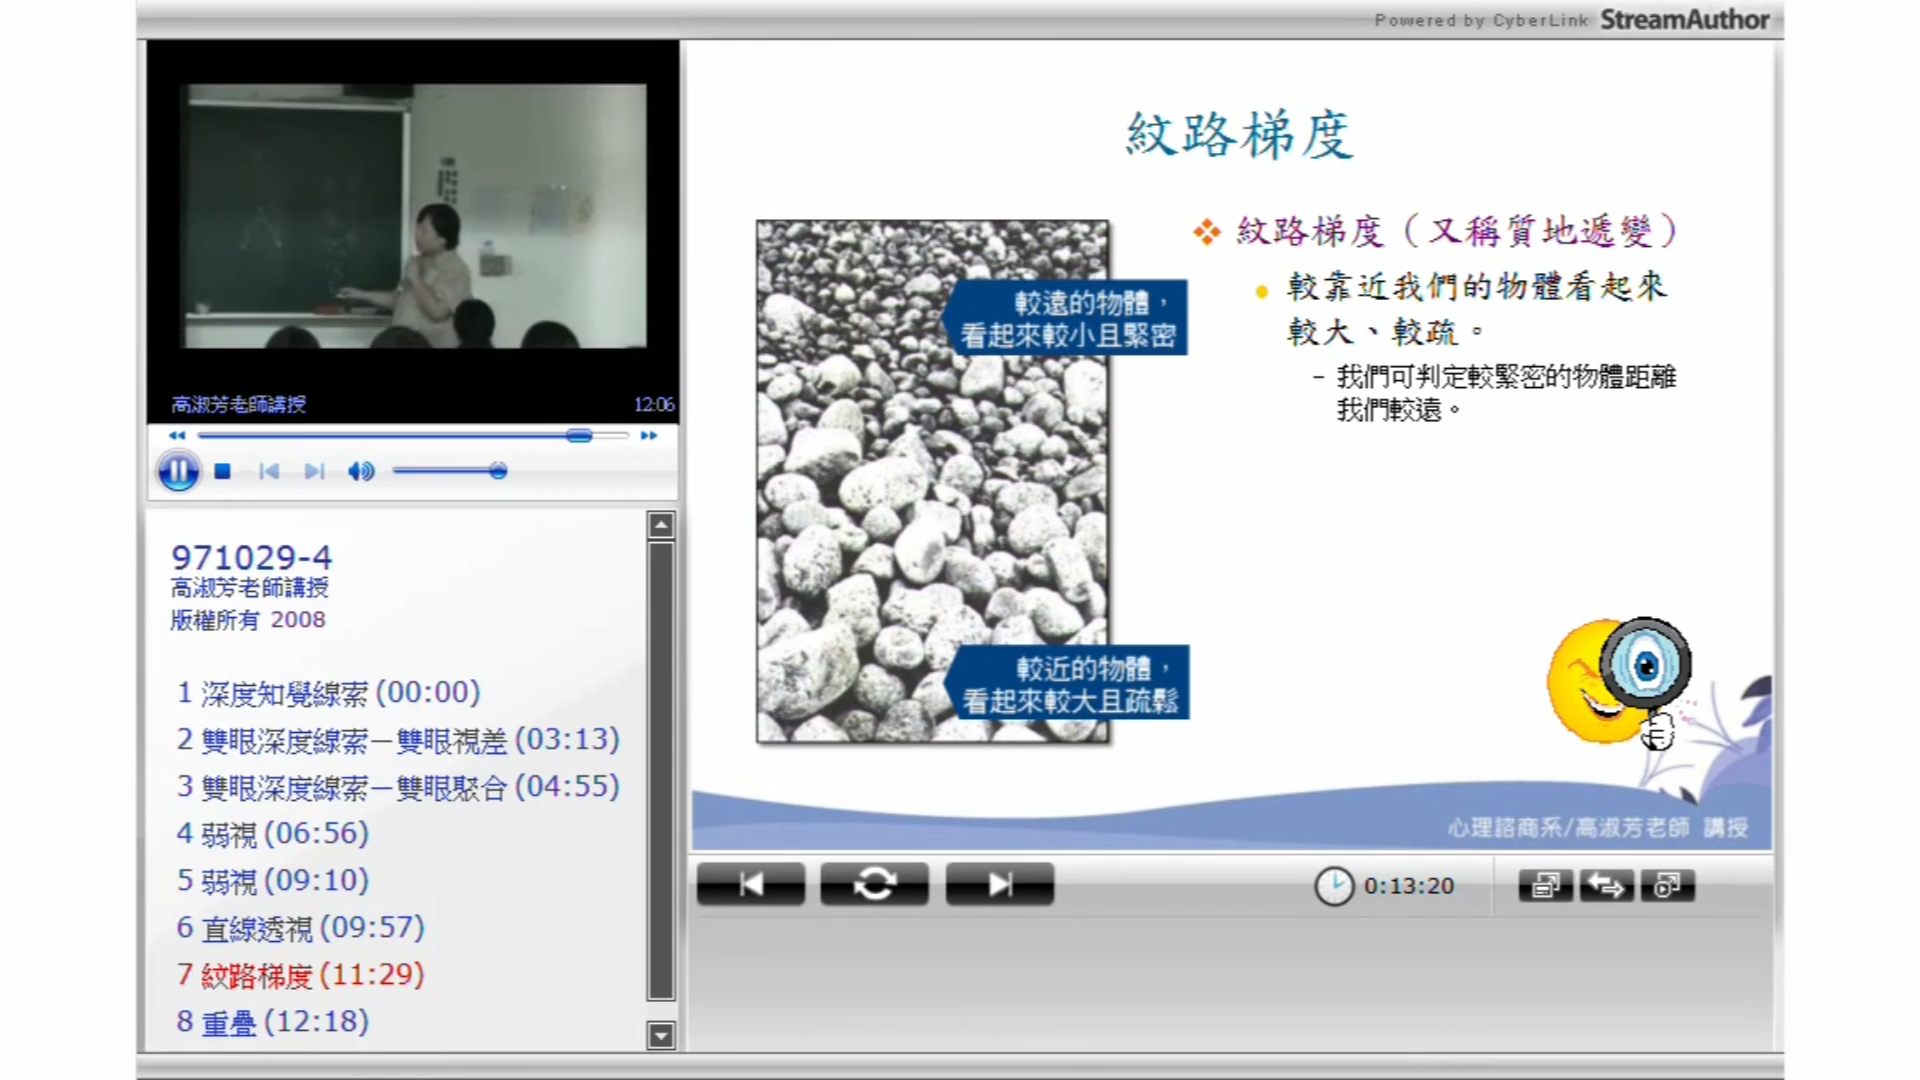 Powered by CyberLink StreamAuthor
高淑芳老師講授 12:06
971029-4
高淑芳老師講授
版權所有 2008
1 深度知覺線索 (00:00)
2 雙眼深度線索－雙眼視差 (03:13)
3 雙眼深度線索－雙眼聚合 (04:55)
4 弱視 (06:56)
5 弱視 (09:10)
6 直線透視 (09:57)
7 紋路梯度 (11:29)
8 重疊 (12:18)
紋路梯度
較遠的物體，
看起來較小且緊密
較近的物體，
看起來較大且疏鬆
紋路梯度（又稱質地遞變）
較靠近我們的物體看起來
較大、較疏。
– 我們可判定較緊密的物體距離
我們較遠。
心理諮商系/高淑芳老師 講授
0:13:20